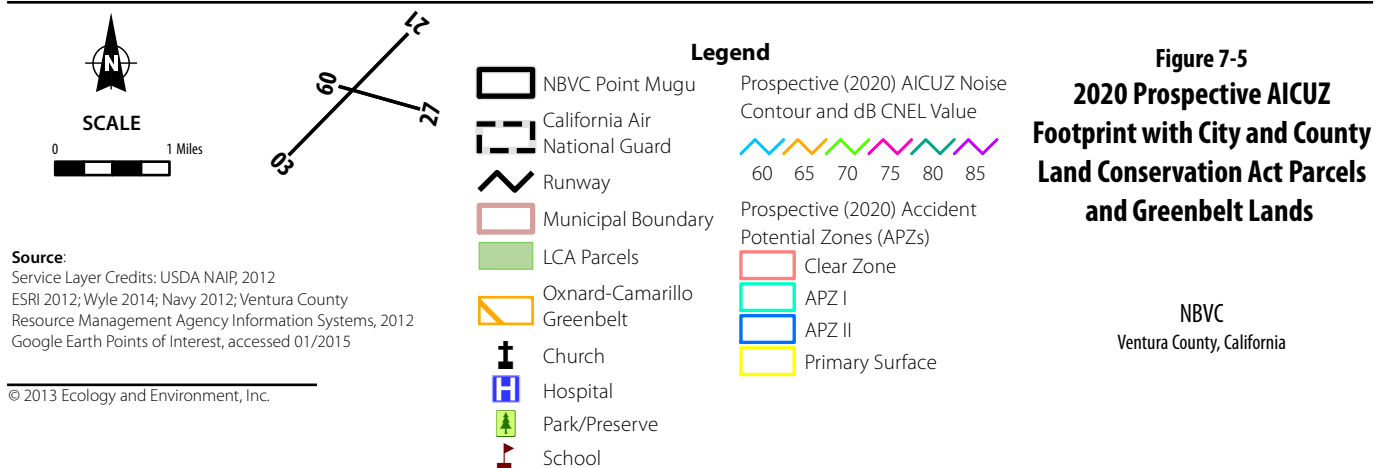 N
SCALE
0 1 Miles
21
09
27
03
Source:
Service Layer Credits: USDA NAIP, 2012
ESRI 2012; Wyle 2014; Navy 2012; Ventura County
Resource Management Agency Information Systems, 2012
Google Earth Points of Interest, accessed 01/2015
© 2013 Ecology and Environment, Inc.
Legend
NBVC Point Mugu
California Air
National Guard
Runway
Municipal Boundary
LCA Parcels
Oxnard-Camarillo
Greenbelt
Church
H
Hospital
Park/Preserve
School
Prospective (2020) AICUZ Noise
Contour and dB CNEL Value
60 65 70 75 80 85
Prospective (2020) Accident
Potential Zones (APZs)
Clear Zone
APZ I
APZ II
Primary Surface
Figure 7-5
2020 Prospective AICUZ
Footprint with City and County
Land Conservation Act Parcels
and Greenbelt Lands
NBVC
Ventura County, California